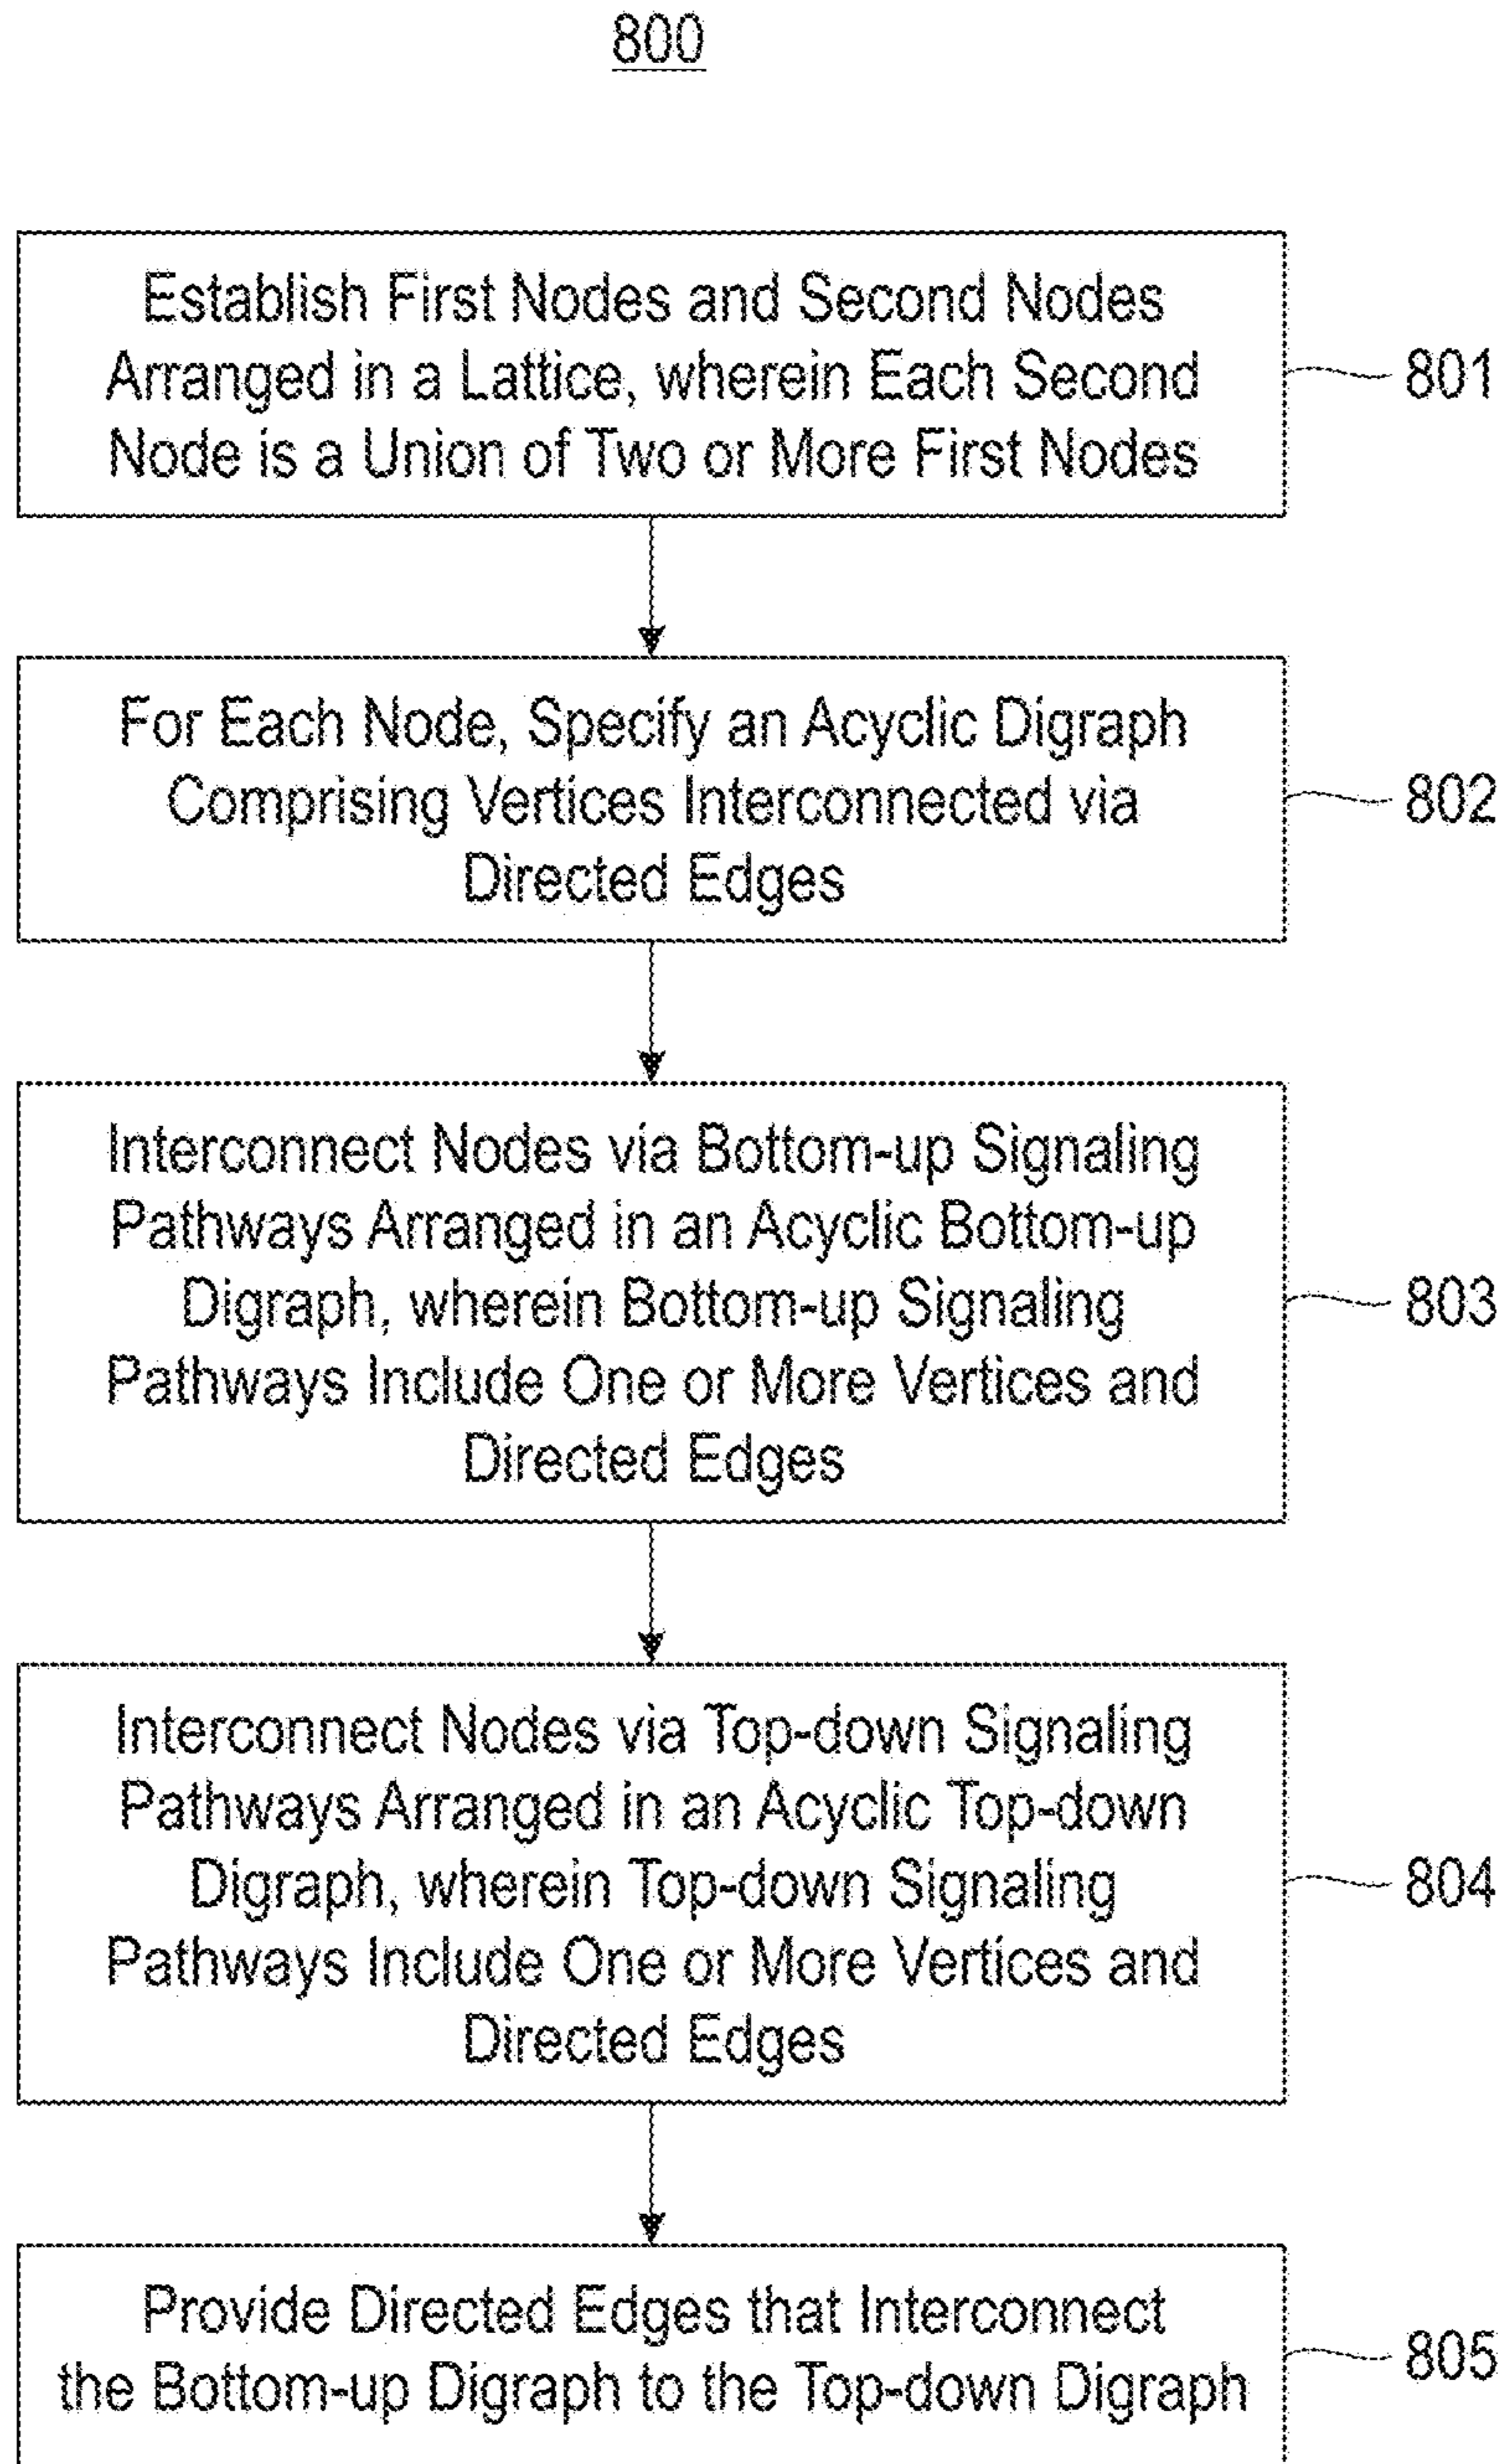 800
Establish First Nodes and Second Nodes
Arranged in a Lattice, wherein Each Second
Node is a Union of Two or More First Nodes
801
For Each Node, Specify an Acyclic Digraph
Comprising Vertices Interconnected via
Directed Edges
802
Interconnect Nodes via Bottom-up Signaling
Pathways Arranged in an Acyclic Bottom-up
Digraph, wherein Bottom-up Signaling
Pathways Include One or More Vertices and
Directed Edges
803
Interconnect Nodes via Top-down Signaling
Pathways Arranged in an Acyclic Top-down
Digraph, wherein Top-down Signaling
Pathways Include One or More Vertices and
Directed Edges
804
Provide Directed Edges that Interconnect
the Bottom-up Digraph to the Top-down Digraph
805